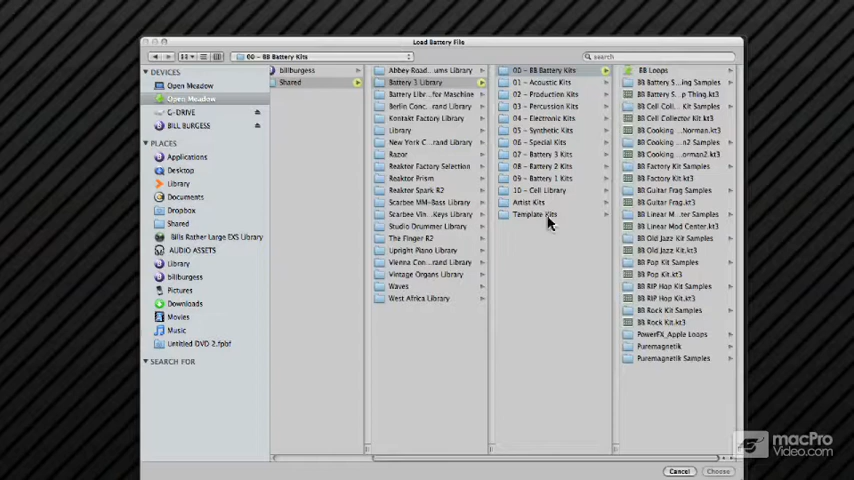 Load Battery File
00 - BB Battery Kits
search
DEVICES
Open Meadow
Open Meadow
G-DRIVE
BILL BURGESS
PLACES
Applications
Desktop
Library
Documents
Dropbox
Shared
Bills Rather Large EXS Library
AUDIO ASSETS
Library
Billburgess
Pictures
Downloads
Movies
Music
Untitled DVD 2.fpbf
SEARCH FOR
billburgess
Shared
Abbey Road...ums Library
Battery 3 Library
Battery Libr...for Maschine
Berlin Conc...rand Library
Kontakt Factory Library
Library
New York C...rand Library
Razor
Reaktor Factory Selection
Reaktor Prism
Reaktor Spark R2
Scarbee MM-Bass Library
Scarbee Vin...Keys Library
Studio Drummer Library
The Finger R2
Upright Piano Library
Vienna Con...rand Library
Vintage Organs Library
Waves
West Africa Library
00 - BB Battery Kits
01 - Acoustic Kits
02 - Production Kits
03 - Percussion Kits
04 - Electronic Kits
05 - Synthetic Kits
06 - Special Kits
07 - Battery 3 Kits
08 - Battery 2 Kits
09 - Battery 1 Kits
10 - Cell Library
Artist Kits
Template Kits
BB Loops
BB Battery S...ing Samples
BB Battery S...p Thing.kt3
BB Cell Coll...Kit Samples
BB Cell Collector Kit.kt3
BB Cooking ...Norman.kt3
BB Cooking ...n2 Samples
BB Cooking ...orman2.kt3
BB Factory Kit Samples
BB Factory Kit.kt3
BB Guitar Frag Samples
BB Guitar Frag.kt3
BB Linear M...ter Samples
BB Linear Mod Center.kt3
BB Old Jazz Kit Samples
BB Old Jazz Kit.kt3
BB Pop Kit Samples
BB Pop Kit.kt3
BB RIP Hop Kit Samples
BB RIP Hop Kit.kt3
BB Rock Kit Samples
BB Rock Kit.kt3
PowerFX_Apple Loops
Puremagnetik
Puremagnetik Samples
Cancel
Choose
macPro
Video.com